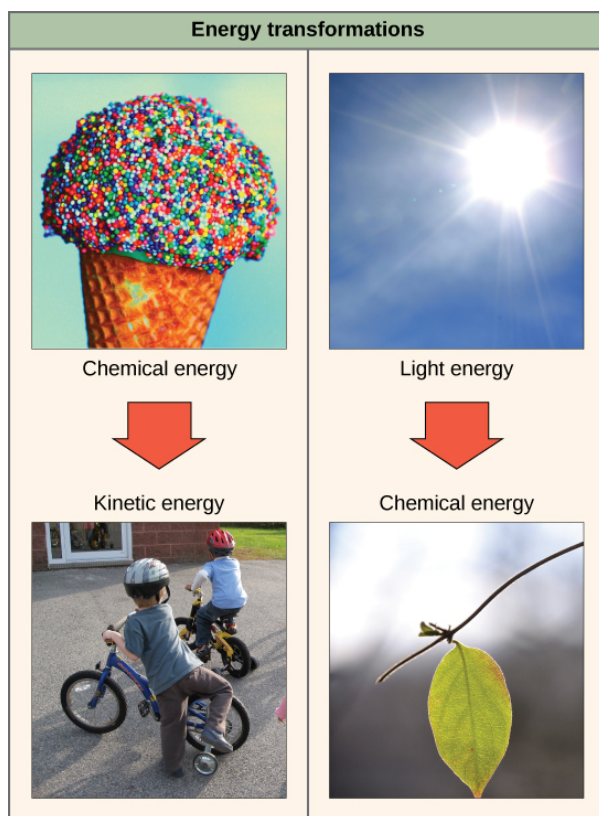 Energy transformations
Chemical energy
Light energy
Kinetic energy
Chemical energy